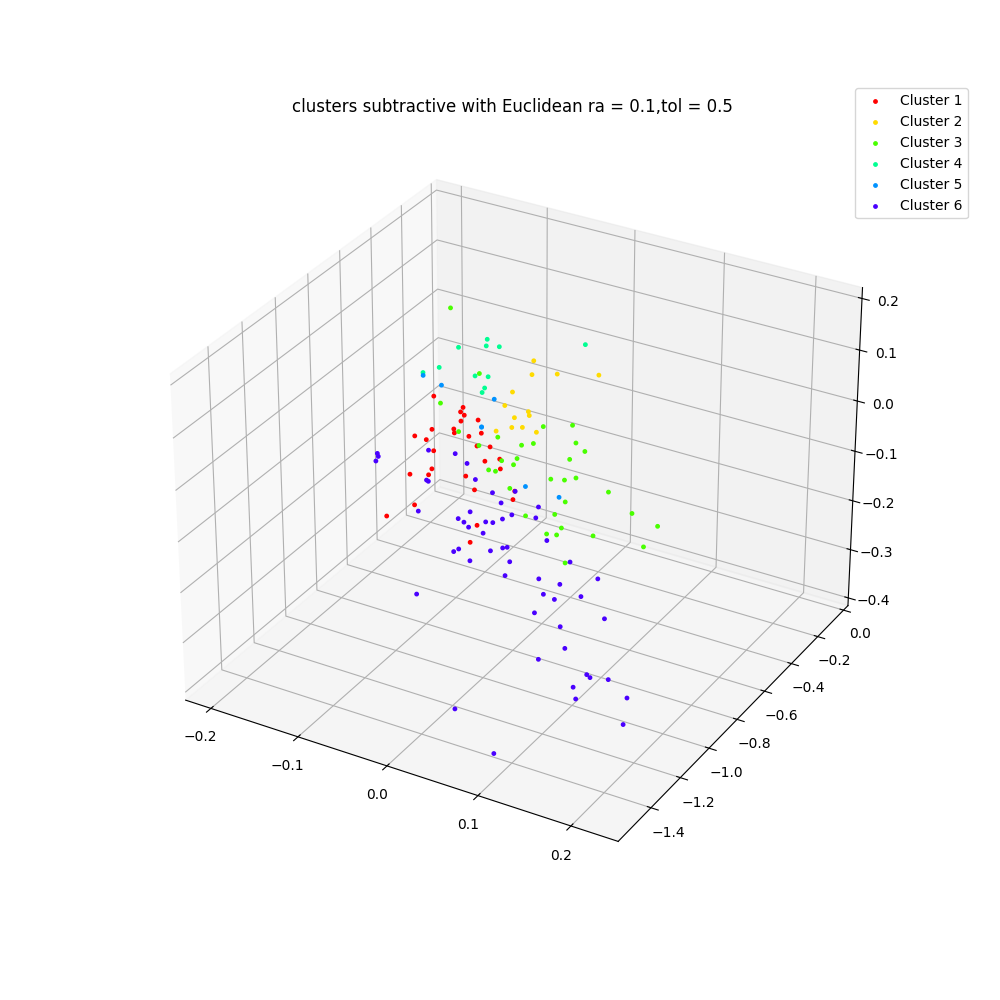 clusters subtractive with Euclidean ra = 0.1,tol = 0.5
Cluster 1
Cluster 2
Cluster 3
Cluster 4
Cluster 5
Cluster 6
0.2
0.1
0.0
−0.1
−0.2
−0.3
−0.4
0.0
−0.2
−0.4
−0.6
−0.8
−1.0
−1.2
−1.4
−0.2
−0.1
0.0
0.1
0.2